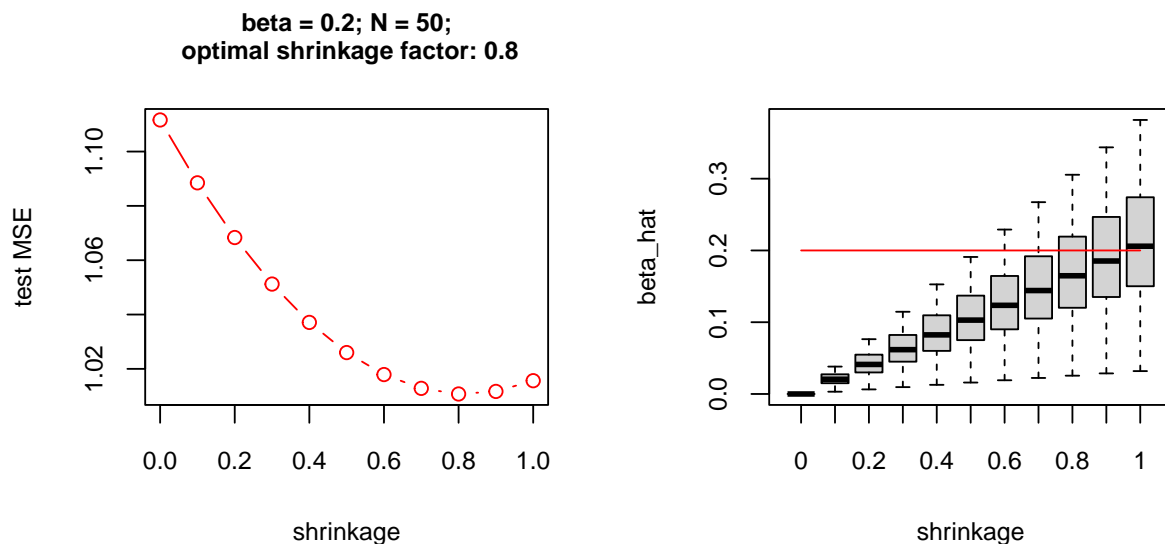 beta = 0.2; N = 50;
optimal shrinkage factor: 0.8
test MSE
1.10
1.06
1.02
0.0 0.2 0.4 0.6 0.8 1.0
shrinkage
beta_hat
0.3
0.2
0.1
0.0
0 0.2 0.4 0.6 0.8 1
shrinkage